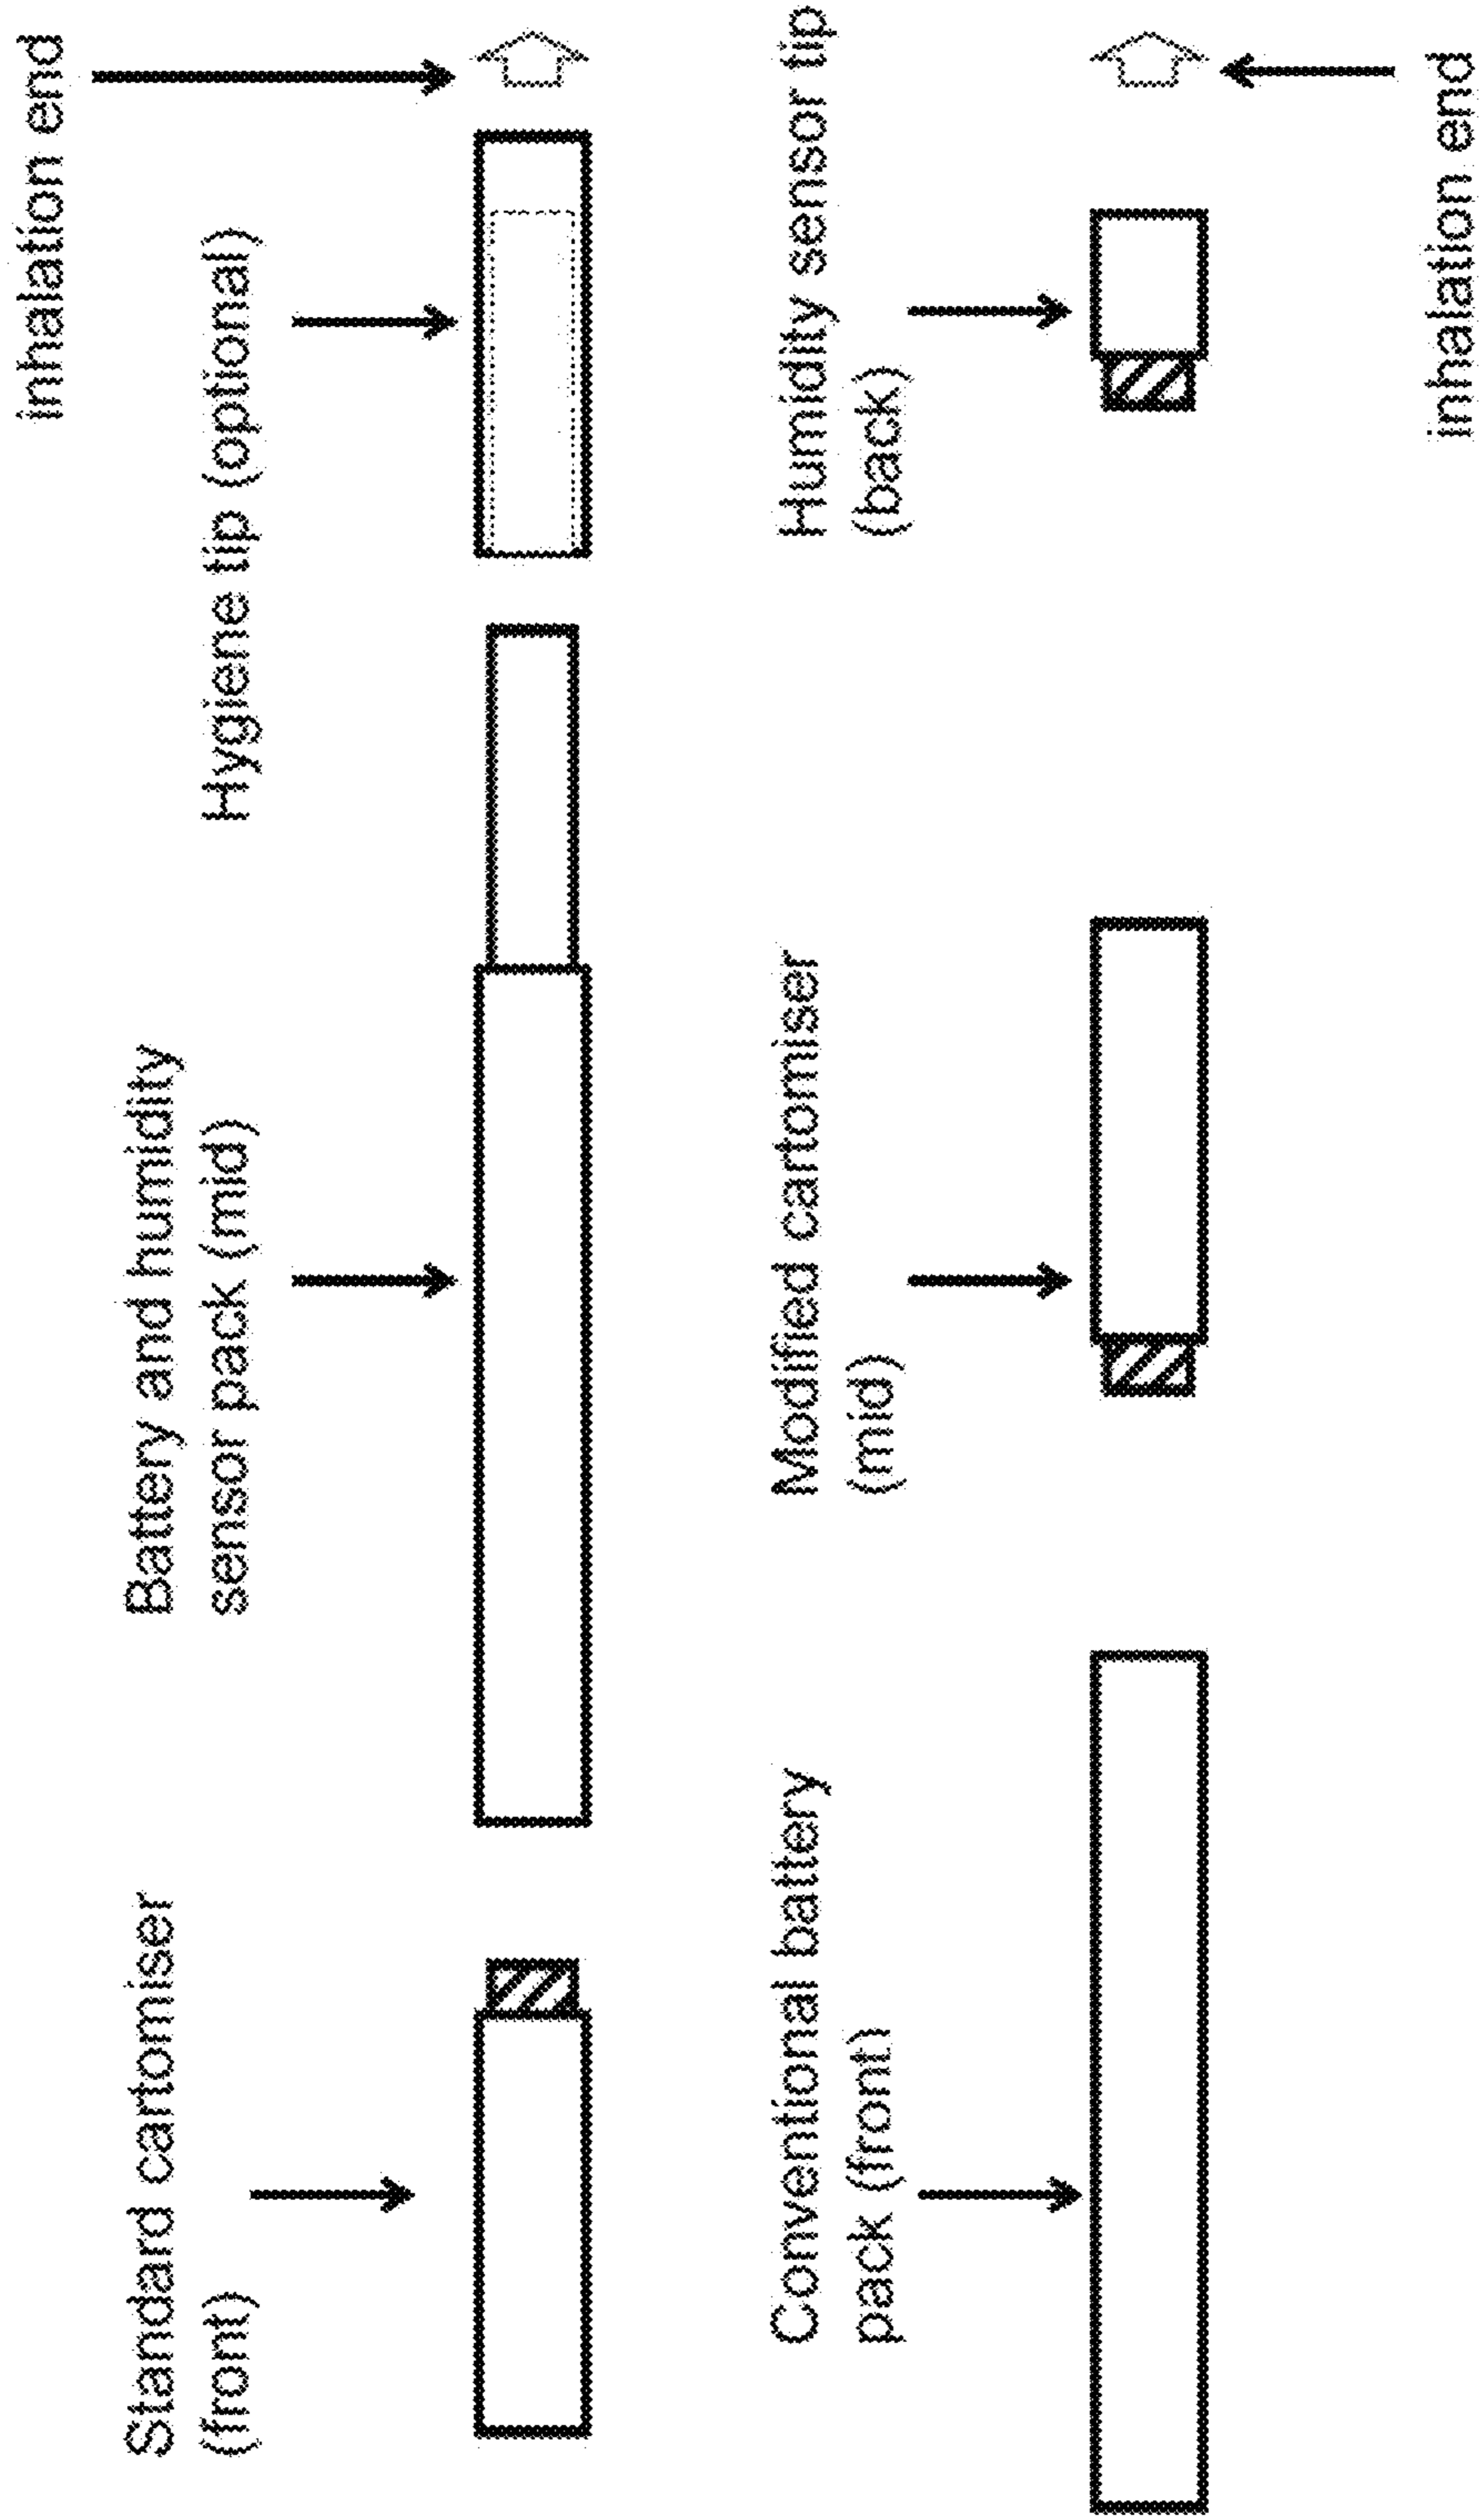 inhalation end
Standard cartomiser
(front)
Battery and humidity
sensor pack (mid)
Hygiene tip (optional)
Conventional battery
pack (front)
Modified cartomiser
(mid)
Humidity sensor tip
(back)
inhalation end